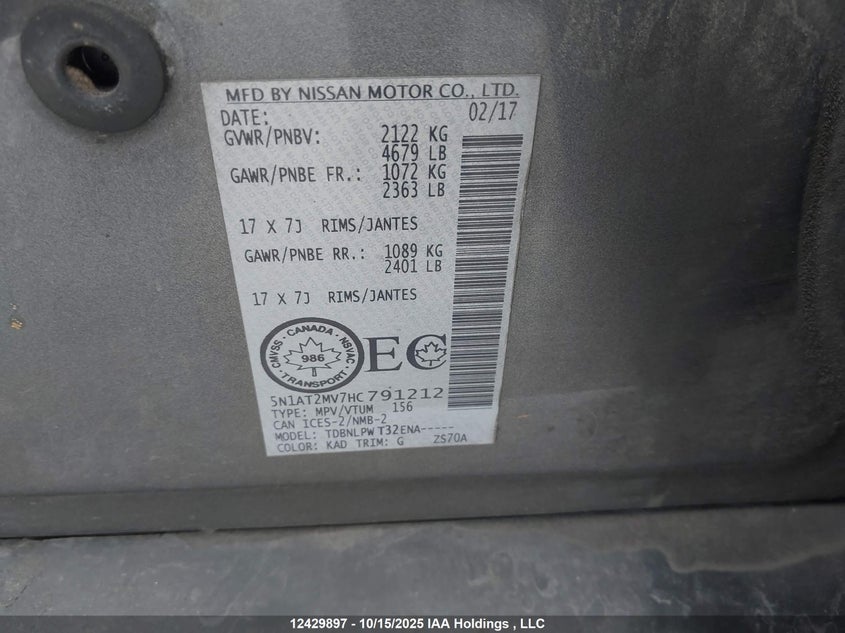 MFD BY NISSAN MOTOR CO., LTD.
DATE: 02/17
GVWR/PNBV: 2122 KG
4679 LB
GAWR/PNBE FR.: 1072 KG
2363 LB
17 X 7J RIMS/JANTES
GAWR/PNBE RR.: 1089 KG
2401 LB
17 X 7J RIMS/JANTES
CANADA
CMVSS NSVAC
986
TRANSPORT
EC
5N1AT2MV7HC791212
TYPE: MPV/VTUM 156
CAN ICES-2/NMB-2
MODEL: TDBNLPW T32ENA-----
COLOR: KAD TRIM: G ZS70A
12429897 - 10/15/2025 IAA Holdings , LLC